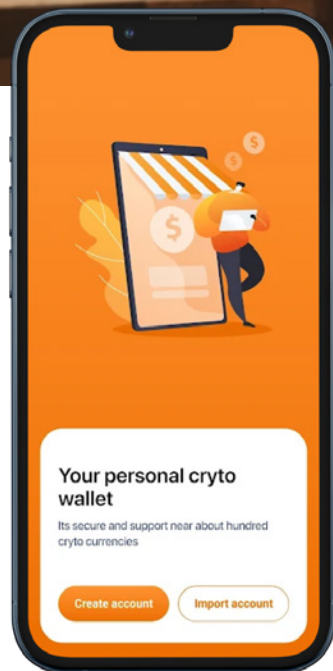 $
$
$
Your personal cryto
wallet
Its secure and support near about hundred
cryto currencies
Create account
Import account